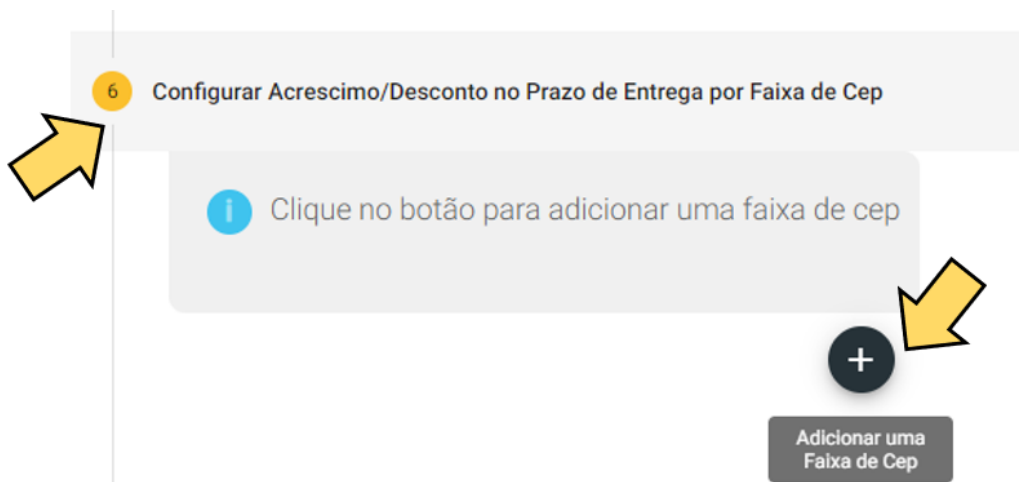 6
Configurar Acrescimo/Desconto no Prazo de Entrega por Faixa de Cep
i
Clique no botão para adicionar uma faixa de cep
+
Adicionar uma
Faixa de Cep